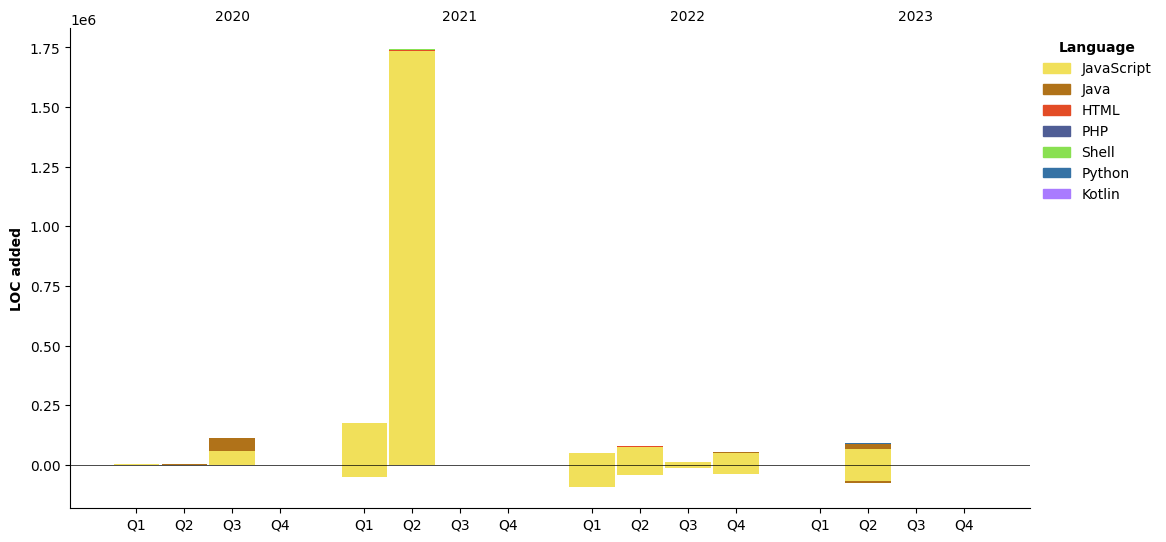 2020 2021 2022 2023
1e6
Language
JavaScript
Java
HTML
PHP
Shell
Python
Kotlin
LOC added
1.75
1.50
1.25
1.00
0.75
0.50
0.25
0.00
Q1 Q2 Q3 Q4 Q1 Q2 Q3 Q4 Q1 Q2 Q3 Q4 Q1 Q2 Q3 Q4